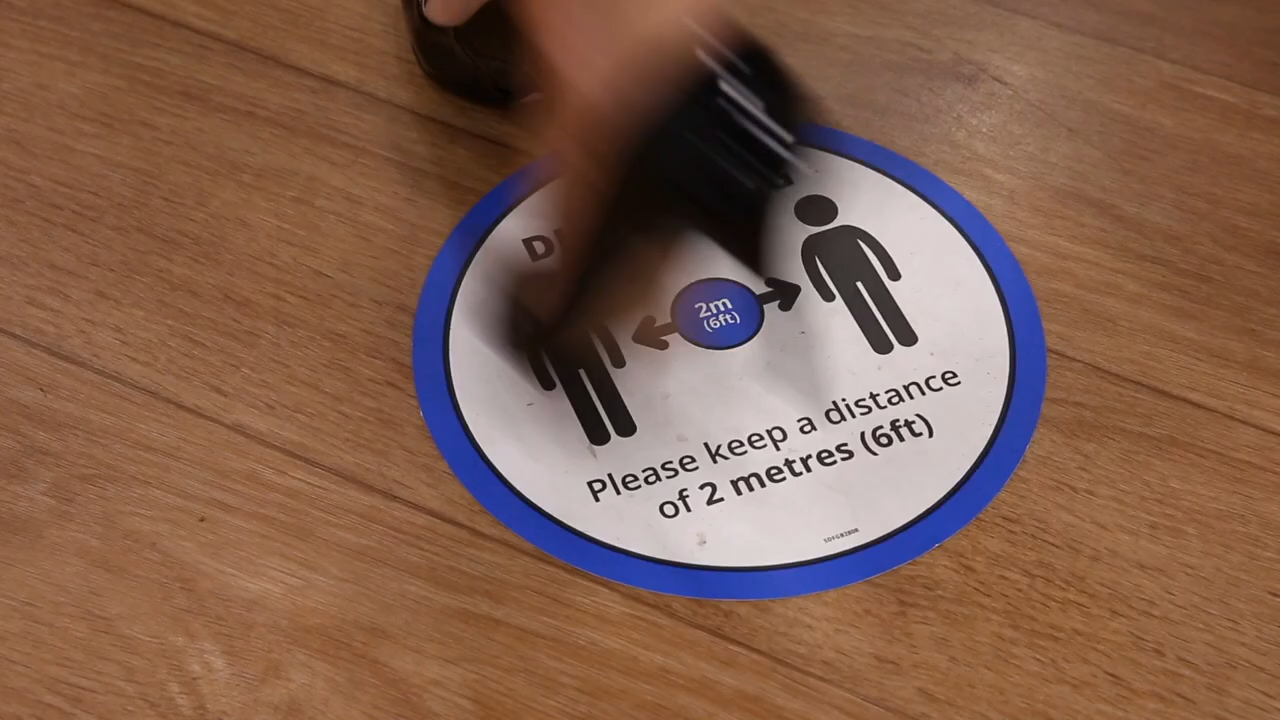 2m
(6ft)
Please keep a distance
of 2 metres (6ft)